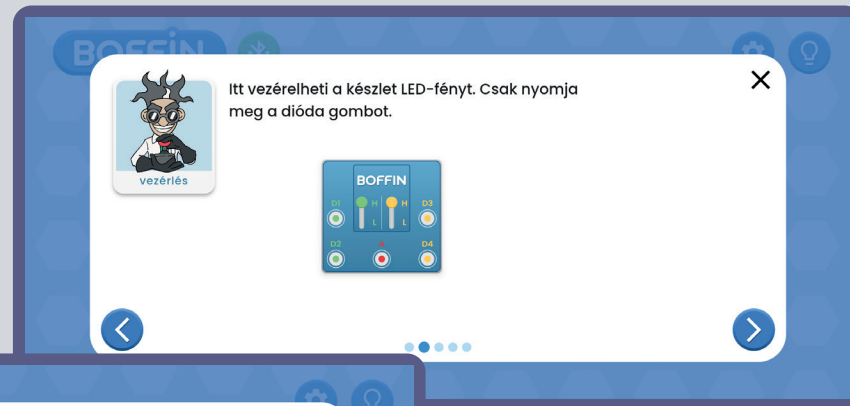 BOFFIN
Itt vezérelheti a készlet LED-fényt. Csak nyomja
meg a dióda gombot.
vezérlés
BOFFIN
D1 H H D3
L L
D2 D4